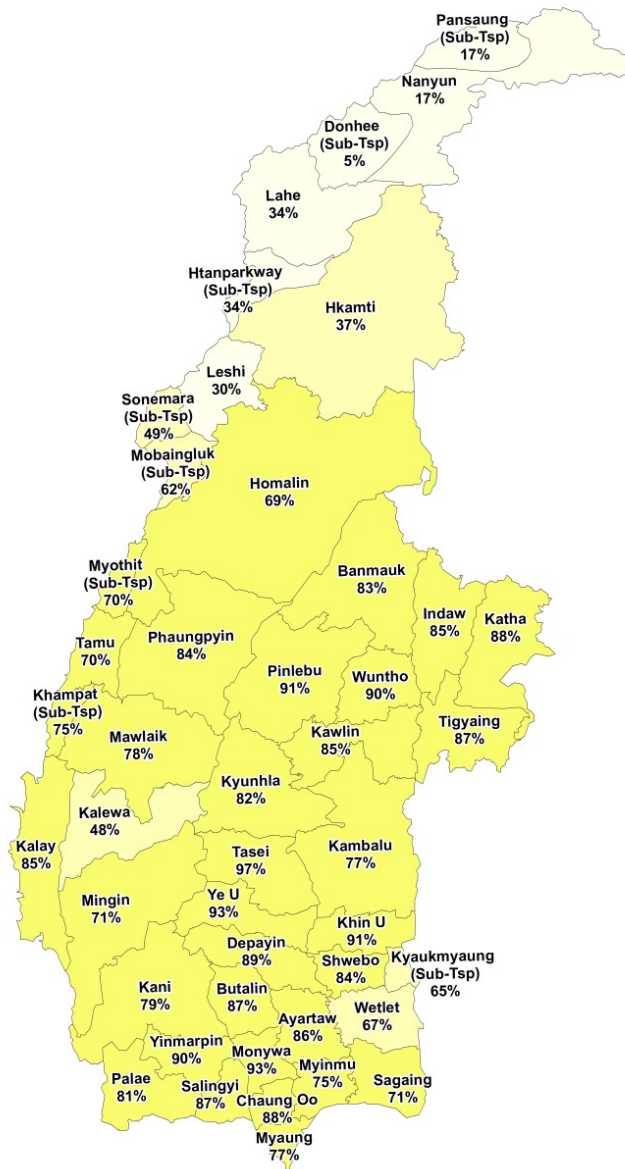 Pansaung
(Sub-Tsp)
17%
Nanyun
17%
Donhee
(Sub-Tsp)
5%
Lahe
34%
Htanparkway
(Sub-Tsp)
34%
Hkamti
37%
Leshi
30%
Sonemara
(Sub-Tsp)
49%
Mobaingluk
(Sub-Tsp)
62%
Homalin
69%
Myothit
(Sub-Tsp)
70%
Banmauk
83%
Indaw
85%
Katha
88%
Tamu
70%
Phaungpyin
84%
Pinlebu
91%
Wuntho
90%
Khampat
(Sub-Tsp)
75%
Mawlaik
78%
Kawlin
85%
Tigyaing
87%
Kyunhla
82%
Kalewa
48%
Kalay
85%
Tasei
97%
Kambalu
77%
Mingin
71%
Ye U
93%
Khin U
91%
Depayin
89%
Shwebo
84%
Kyaukmyaung
(Sub-Tsp)
65%
Kani
79%
Butalin
87%
Wetlet
67%
Ayartaw
86%
Yinmarpin
90%
Monywa
93%
Myinmu
75%
Sagaing
71%
Palae
81%
Salingyi
87%
Chaung Oo
88%
Myaung
77%